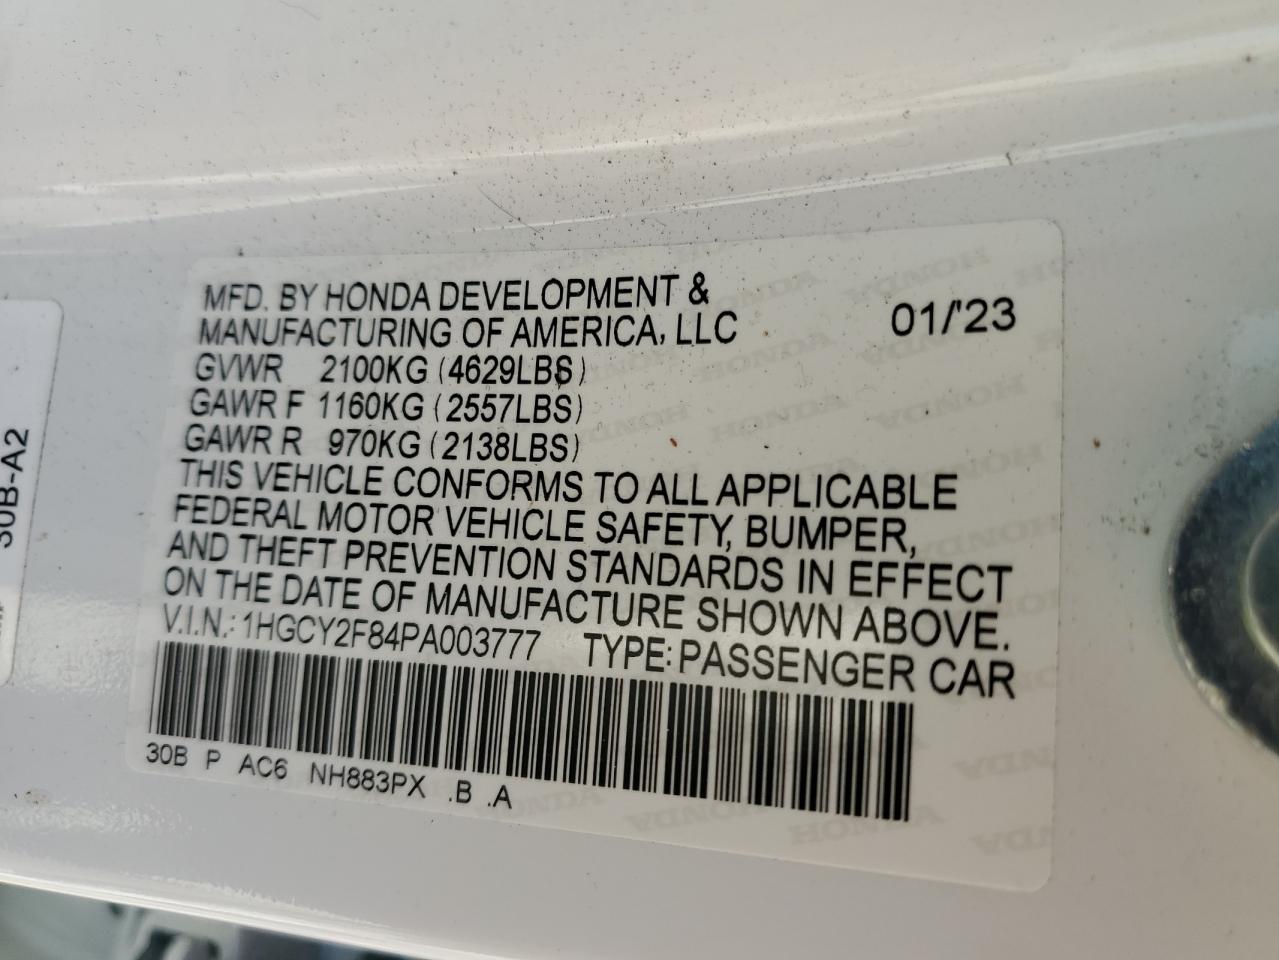 MFD. BY HONDA DEVELOPMENT &
MANUFACTURING OF AMERICA, LLC 01/'23
GVWR 2100KG (4629LBS)
GAWR F 1160KG (2557LBS)
GAWR R 970KG (2138LBS)
THIS VEHICLE CONFORMS TO ALL APPLICABLE
FEDERAL MOTOR VEHICLE SAFETY, BUMPER,
AND THEFT PREVENTION STANDARDS IN EFFECT
ON THE DATE OF MANUFACTURE SHOWN ABOVE.
V.I.N.: 1HGCY2F84PA003777 TYPE: PASSENGER CAR
30B P AC6 NH883PX .B .A
30B-A2
HONDA